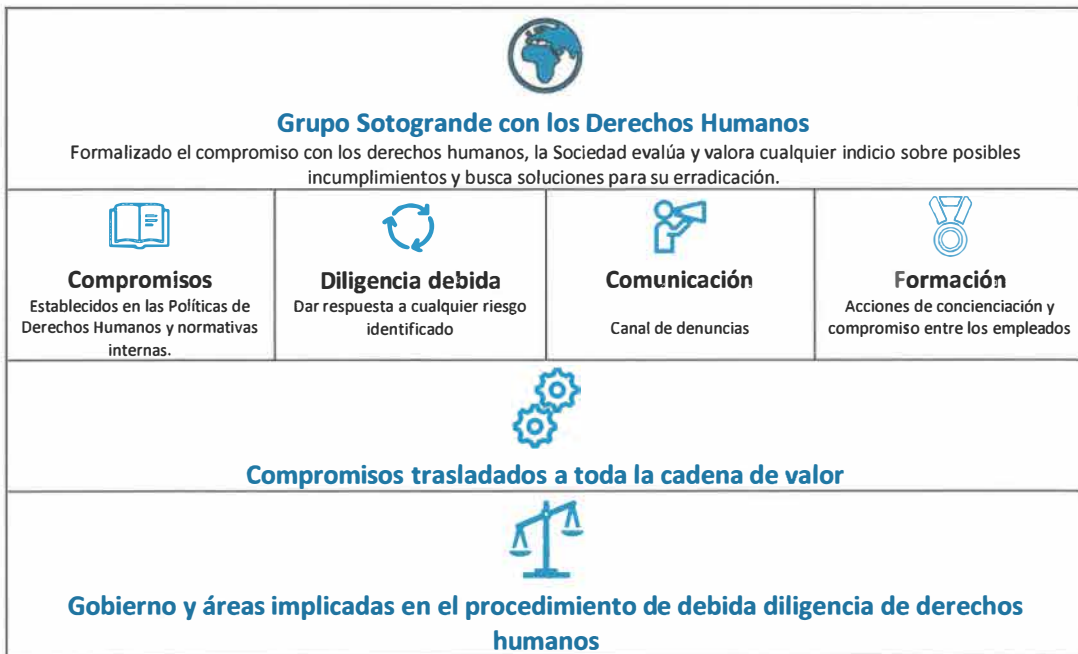 Grupo Sotogrande con los Derechos Humanos
Formalizado el compromiso con los derechos humanos, la Sociedad evalúa y valora cualquier indicio sobre posibles
incumplimientos y busca soluciones para su erradicación.
Compromisos
Establecidos en las Políticas de
Derechos Humanos y normativas
internas.
Diligencia debida
Dar respuesta a cualquier riesgo
identificado
Comunicación
Canal de denuncias
Formación
Acciones de concienciación y
compromiso entre los empleados
Compromisos trasladados a toda la cadena de valor
Gobierno y áreas implicadas en el procedimiento de debida diligencia de derechos
humanos